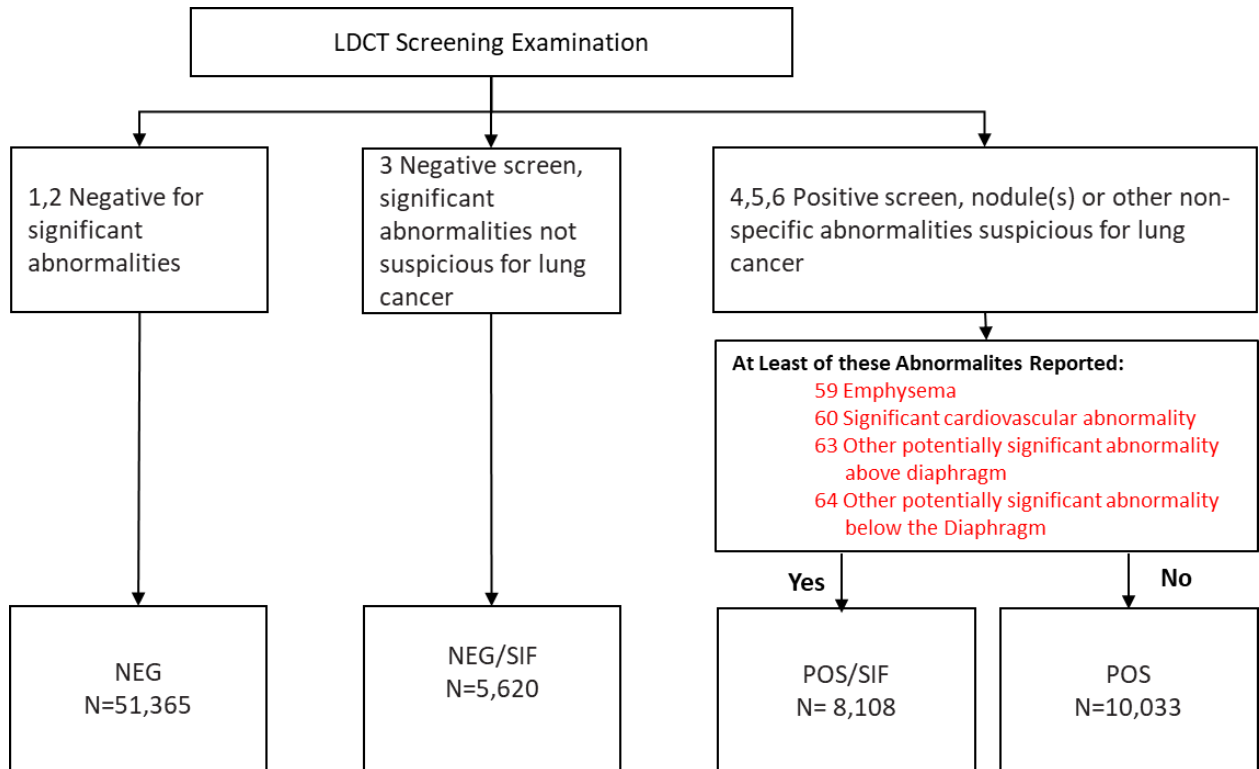 LDCT Screening Examination
1,2 Negative for
significant
abnormalities
3 Negative screen,
significant
abnormalities not
suspicious for lung
cancer
4,5,6 Positive screen, nodule(s) or other non-
specific abnormalities suspicious for lung
cancer
At Least of these Abnormalites Reported:
59 Emphysema
60 Significant cardiovascular abnormality
63 Other potentially significant abnormality
above diaphragm
64 Other potentially significant abnormality
below the Diaphragm
Yes
No
NEG
N=51,365
NEG/SIF
N=5,620
POS/SIF
N= 8,108
POS
N=10,033